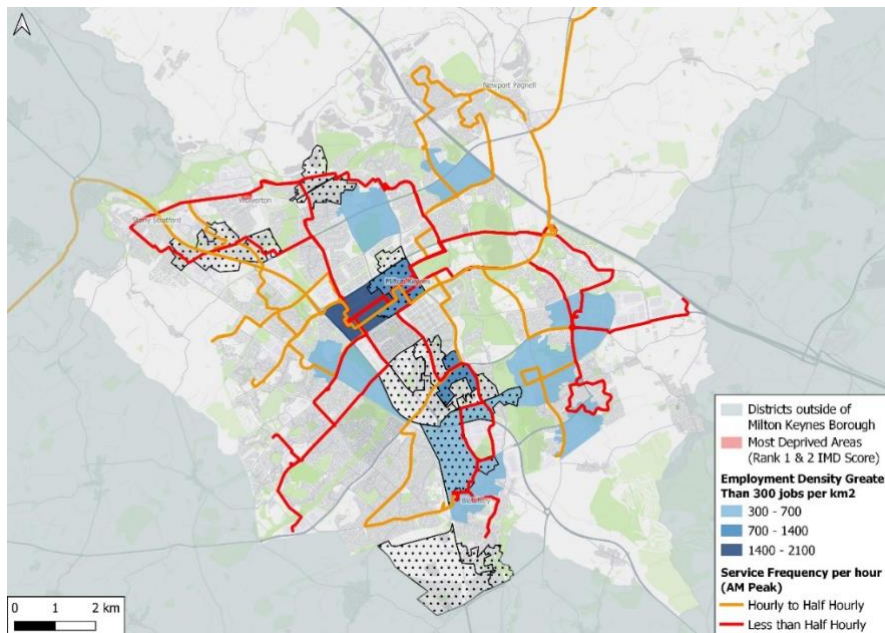 Newport Pagnell
Wolverton
Stony Stratford
Milton Keynes
Bletchley
Districts outside of
Milton Keynes Borough
Most Deprived Areas
(Rank 1 & 2 IMD Score)
Employment Density Greate
Than 300 jobs per km2
300 - 700
700 - 1400
1400 - 2100
Service Frequency per hour
(AM Peak)
Hourly to Half Hourly
Less than Half Hourly
0 1 2 km